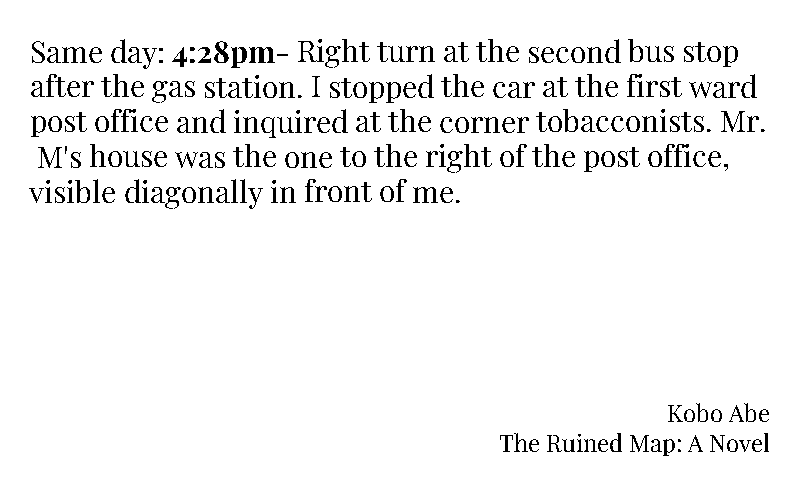 Same day: 4:28pm- Right turn at the second bus stop
after the gas station. I stopped the car at the first ward
post office and inquired at the corner tobacconists. Mr.
M's house was the one to the right of the post office,
visible diagonally in front of me.
Kobo Abe
The Ruined Map: A Novel